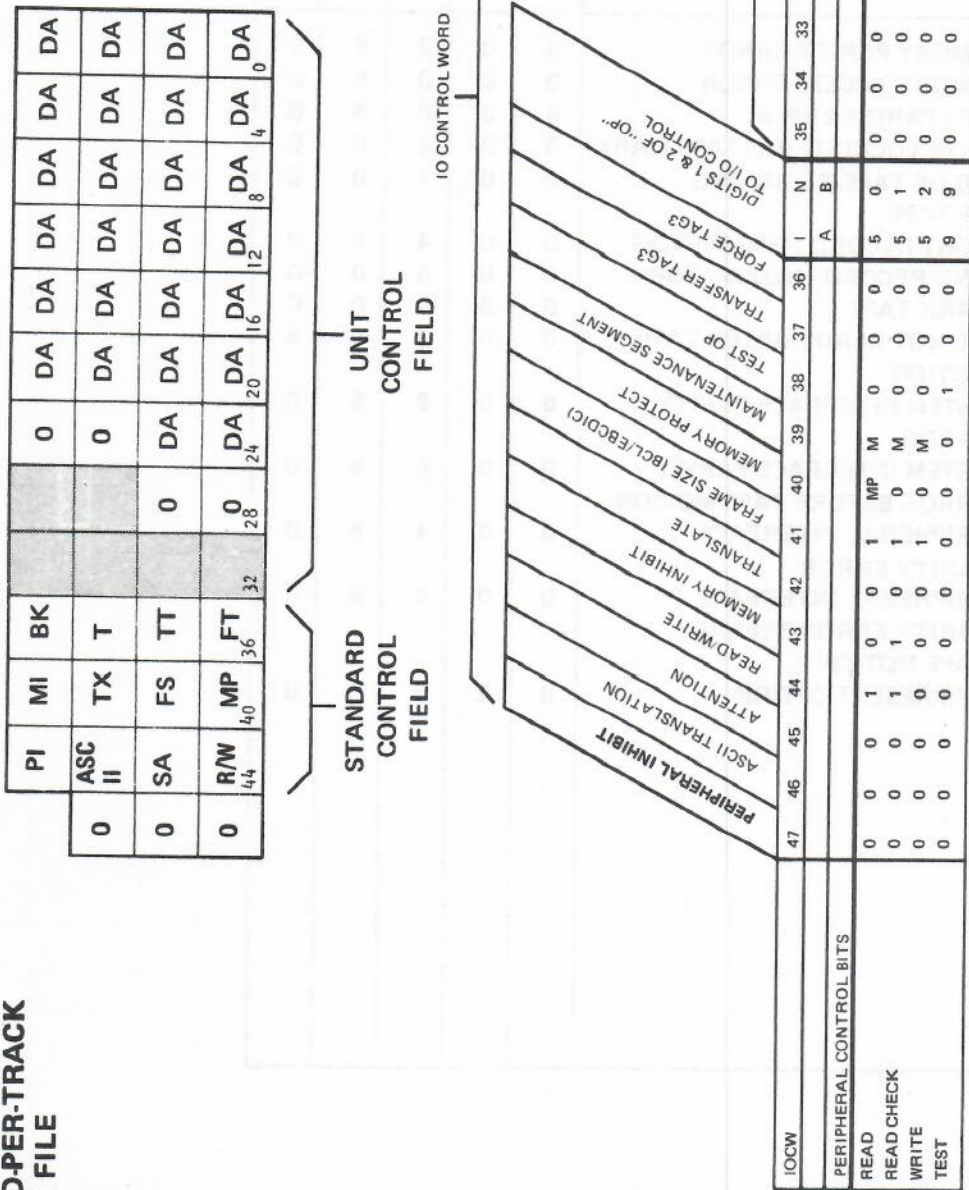 D-PER-TRACK
FILE
PI MI BK 0 DA DA DA DA DA DA
0 ASC II TX T 0 DA DA DA DA DA DA
0 SA FS TT 0 DA DA DA DA DA DA DA
0 R/W MP FT 0 DA DA DA DA DA DA DA
44 40 36 32 28 24 20 16 12 8 4 0
STANDARD CONTROL FIELD
UNIT CONTROL FIELD
IO CONTROL WORD
PERIPHERAL INHIBIT
ASCII TRANSLATION
ATTENTION
READ/WRITE
MEMORY INHIBIT
TRANSLATE
FRAME SIZE (BCL/EBCDIC)
MEMORY PROTECT
MAINTENANCE SEGMENT
TEST OP
TRANSFER TAG3
FORCE TAG3
DIGITS 1 & 2 OF "OP"
TO I/O CONTROL
IOCW 47 46 45 44 43 42 41 40 39 38 37 36 N 35 34 33
A B
PERIPHERAL CONTROL BITS
READ 0 0 0 1 0 0 1 MP M 0 0 0 5 0 0 0 0
READ CHECK 0 0 0 1 1 0 1 0 M 0 0 0 5 1 0 0 0
WRITE 0 0 0 0 0 0 1 0 M 0 0 0 5 2 0 0 0
TEST 0 0 0 0 1 0 0 0 0 1 0 0 9 9 0 0 0